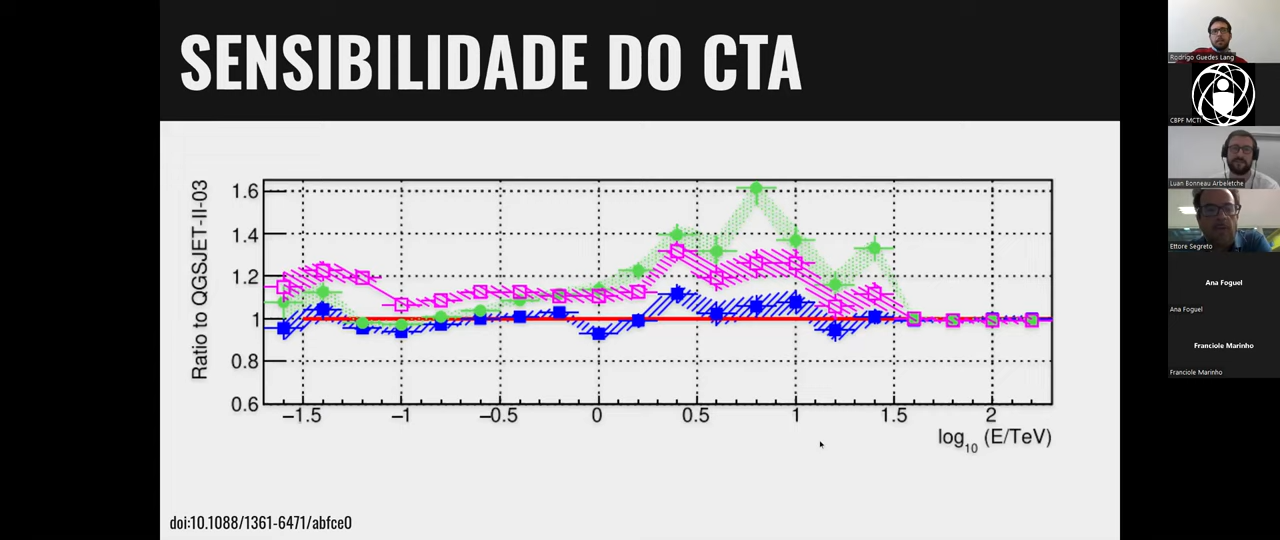 SENSIBILIDADE DO CTA
Ratio to QGSJET-II-03
1.6
1.4
1.2
1
0.8
0.6
−1.5
−1
−0.5
0
0.5
1
1.5
2
log10 (E/TeV)
doi:10.1088/1361-6471/abfce0
Rodrigo Guedes Lang
CBPF MCTI
Luan Bonneau Arbeletche
Ettore Segreto
Ana Foguel
Ana Foguel
Franciole Marinho
Franciole Marinho